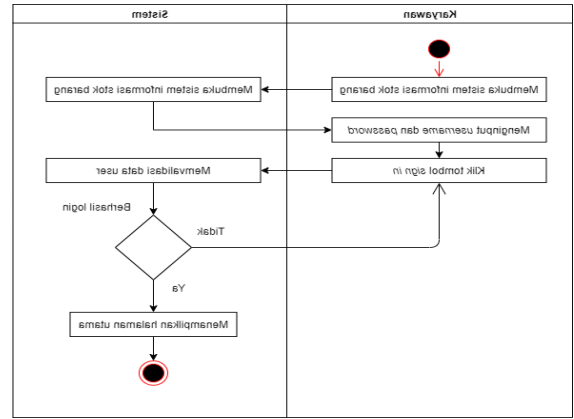 Karyawan
Sistem
Membuka sistem informasi stok barang
Membuka sistem informasi stok barang
Menginput username dan password
Klik tombol sign in
Memvalidasi data user
Berhasil login
Tidak
Ya
Menampilkan halaman utama